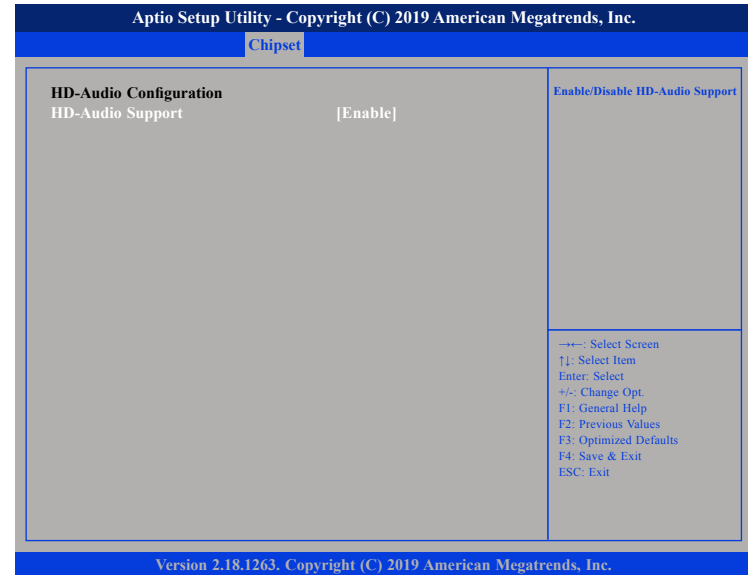 Aptio Setup Utility - Copyright (C) 2019 American Megatrends, Inc.
Chipset
HD-Audio Configuration
HD-Audio Support [Enable]
Enable/Disable HD-Audio Support
→←: Select Screen
↑↓: Select Item
Enter: Select
+/-: Change Opt.
F1: General Help
F2: Previous Values
F3: Optimized Defaults
F4: Save & Exit
ESC: Exit
Version 2.18.1263. Copyright (C) 2019 American Megatrends, Inc.